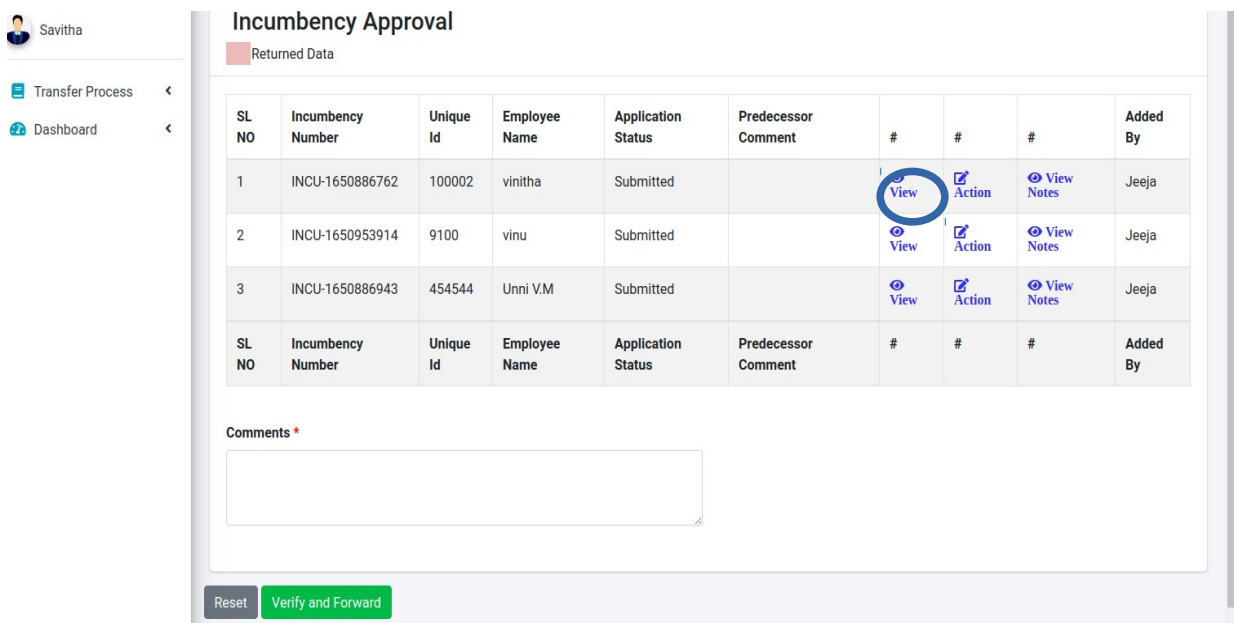 Savitha
Transfer Process
Dashboard
Incumbency Approval
Returned Data
SL NO Incumbency Number Unique Id Employee Name Application Status Predecessor Comment # # # Added By
1 INCU-1650886762 100002 vinitha Submitted View Action View Notes Jeeja
2 INCU-1650953914 9100 vinu Submitted View Action View Notes Jeeja
3 INCU-1650886943 454544 Unni V.M Submitted View Action View Notes Jeeja
SL NO Incumbency Number Unique Id Employee Name Application Status Predecessor Comment # # # Added By
Comments *
Reset Verify and Forward